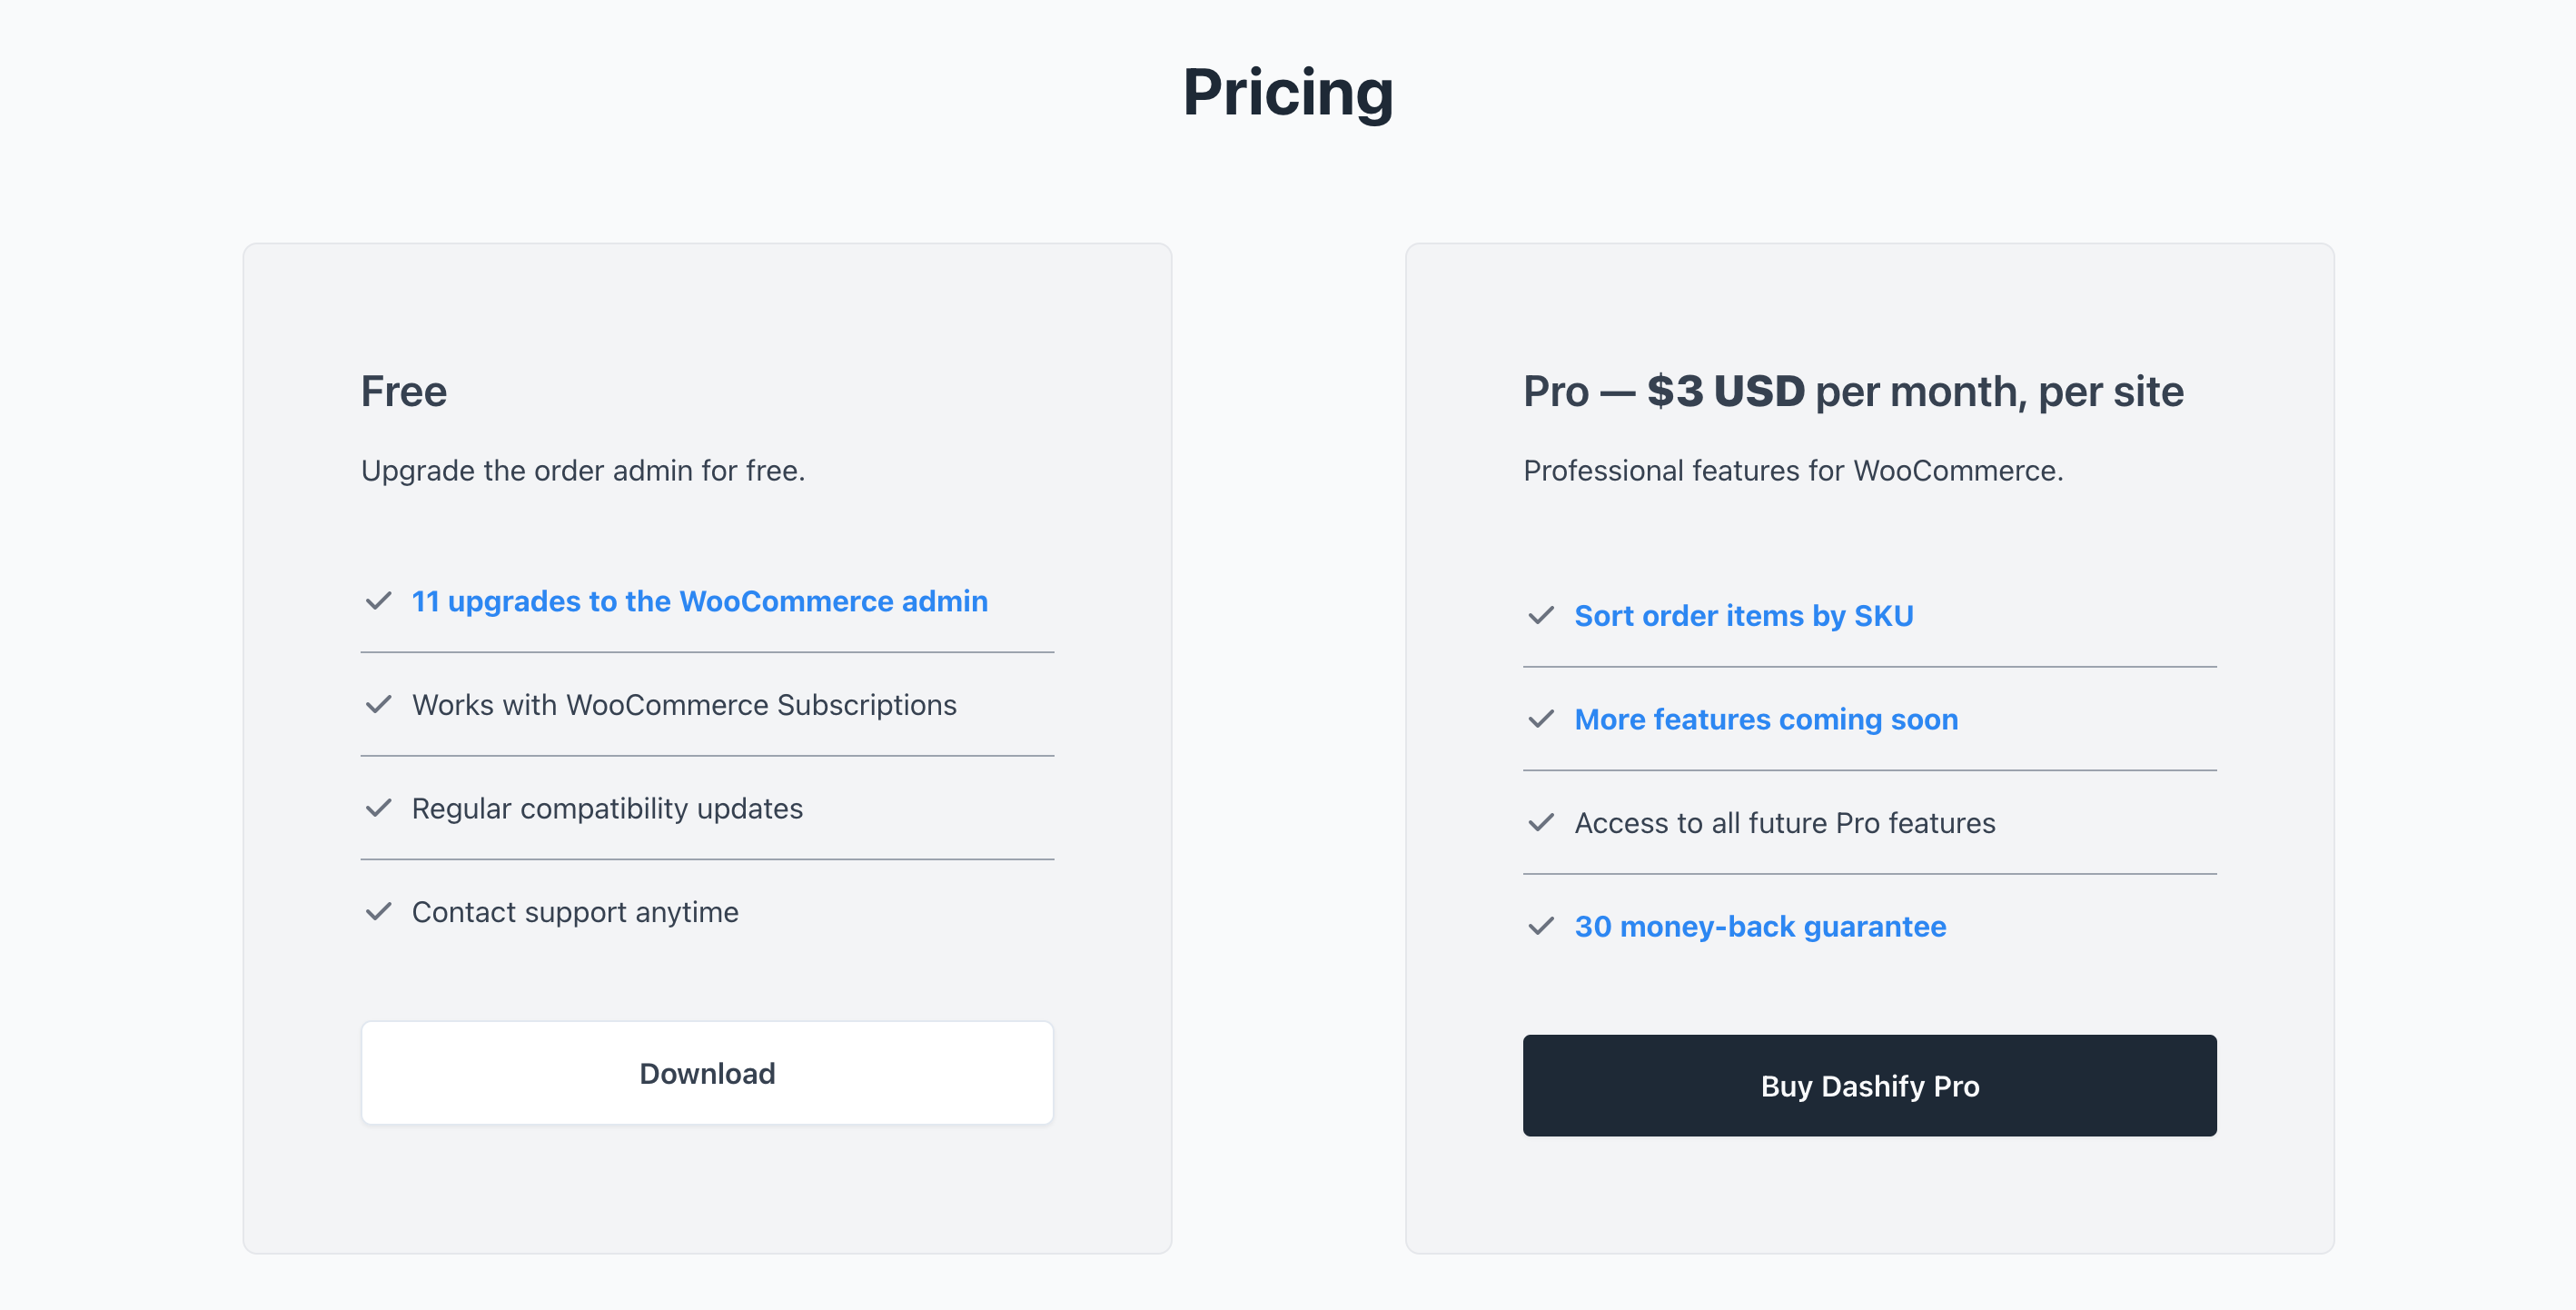 Pricing
Free
Upgrade the order admin for free.
11 upgrades to the WooCommerce admin
Works with WooCommerce Subscriptions
Regular compatibility updates
Contact support anytime
Download
Pro — $3 USD per month, per site
Professional features for WooCommerce.
Sort order items by SKU
More features coming soon
Access to all future Pro features
30 money-back guarantee
Buy Dashify Pro